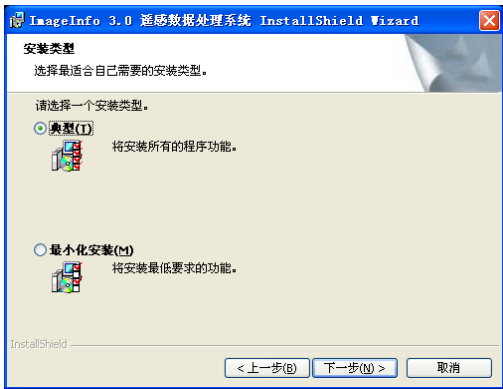 ImageInfo 3.0 遥感数据处理系统 InstallShield Wizard
安装类型
选择最适合自己需要的安装类型。
请选择一个安装类型。
典型(T)
将安装所有的程序功能。
最小化安装(M)
将安装最低要求的功能。
InstallShield
<上一步(B) 下一步(N)> 取消